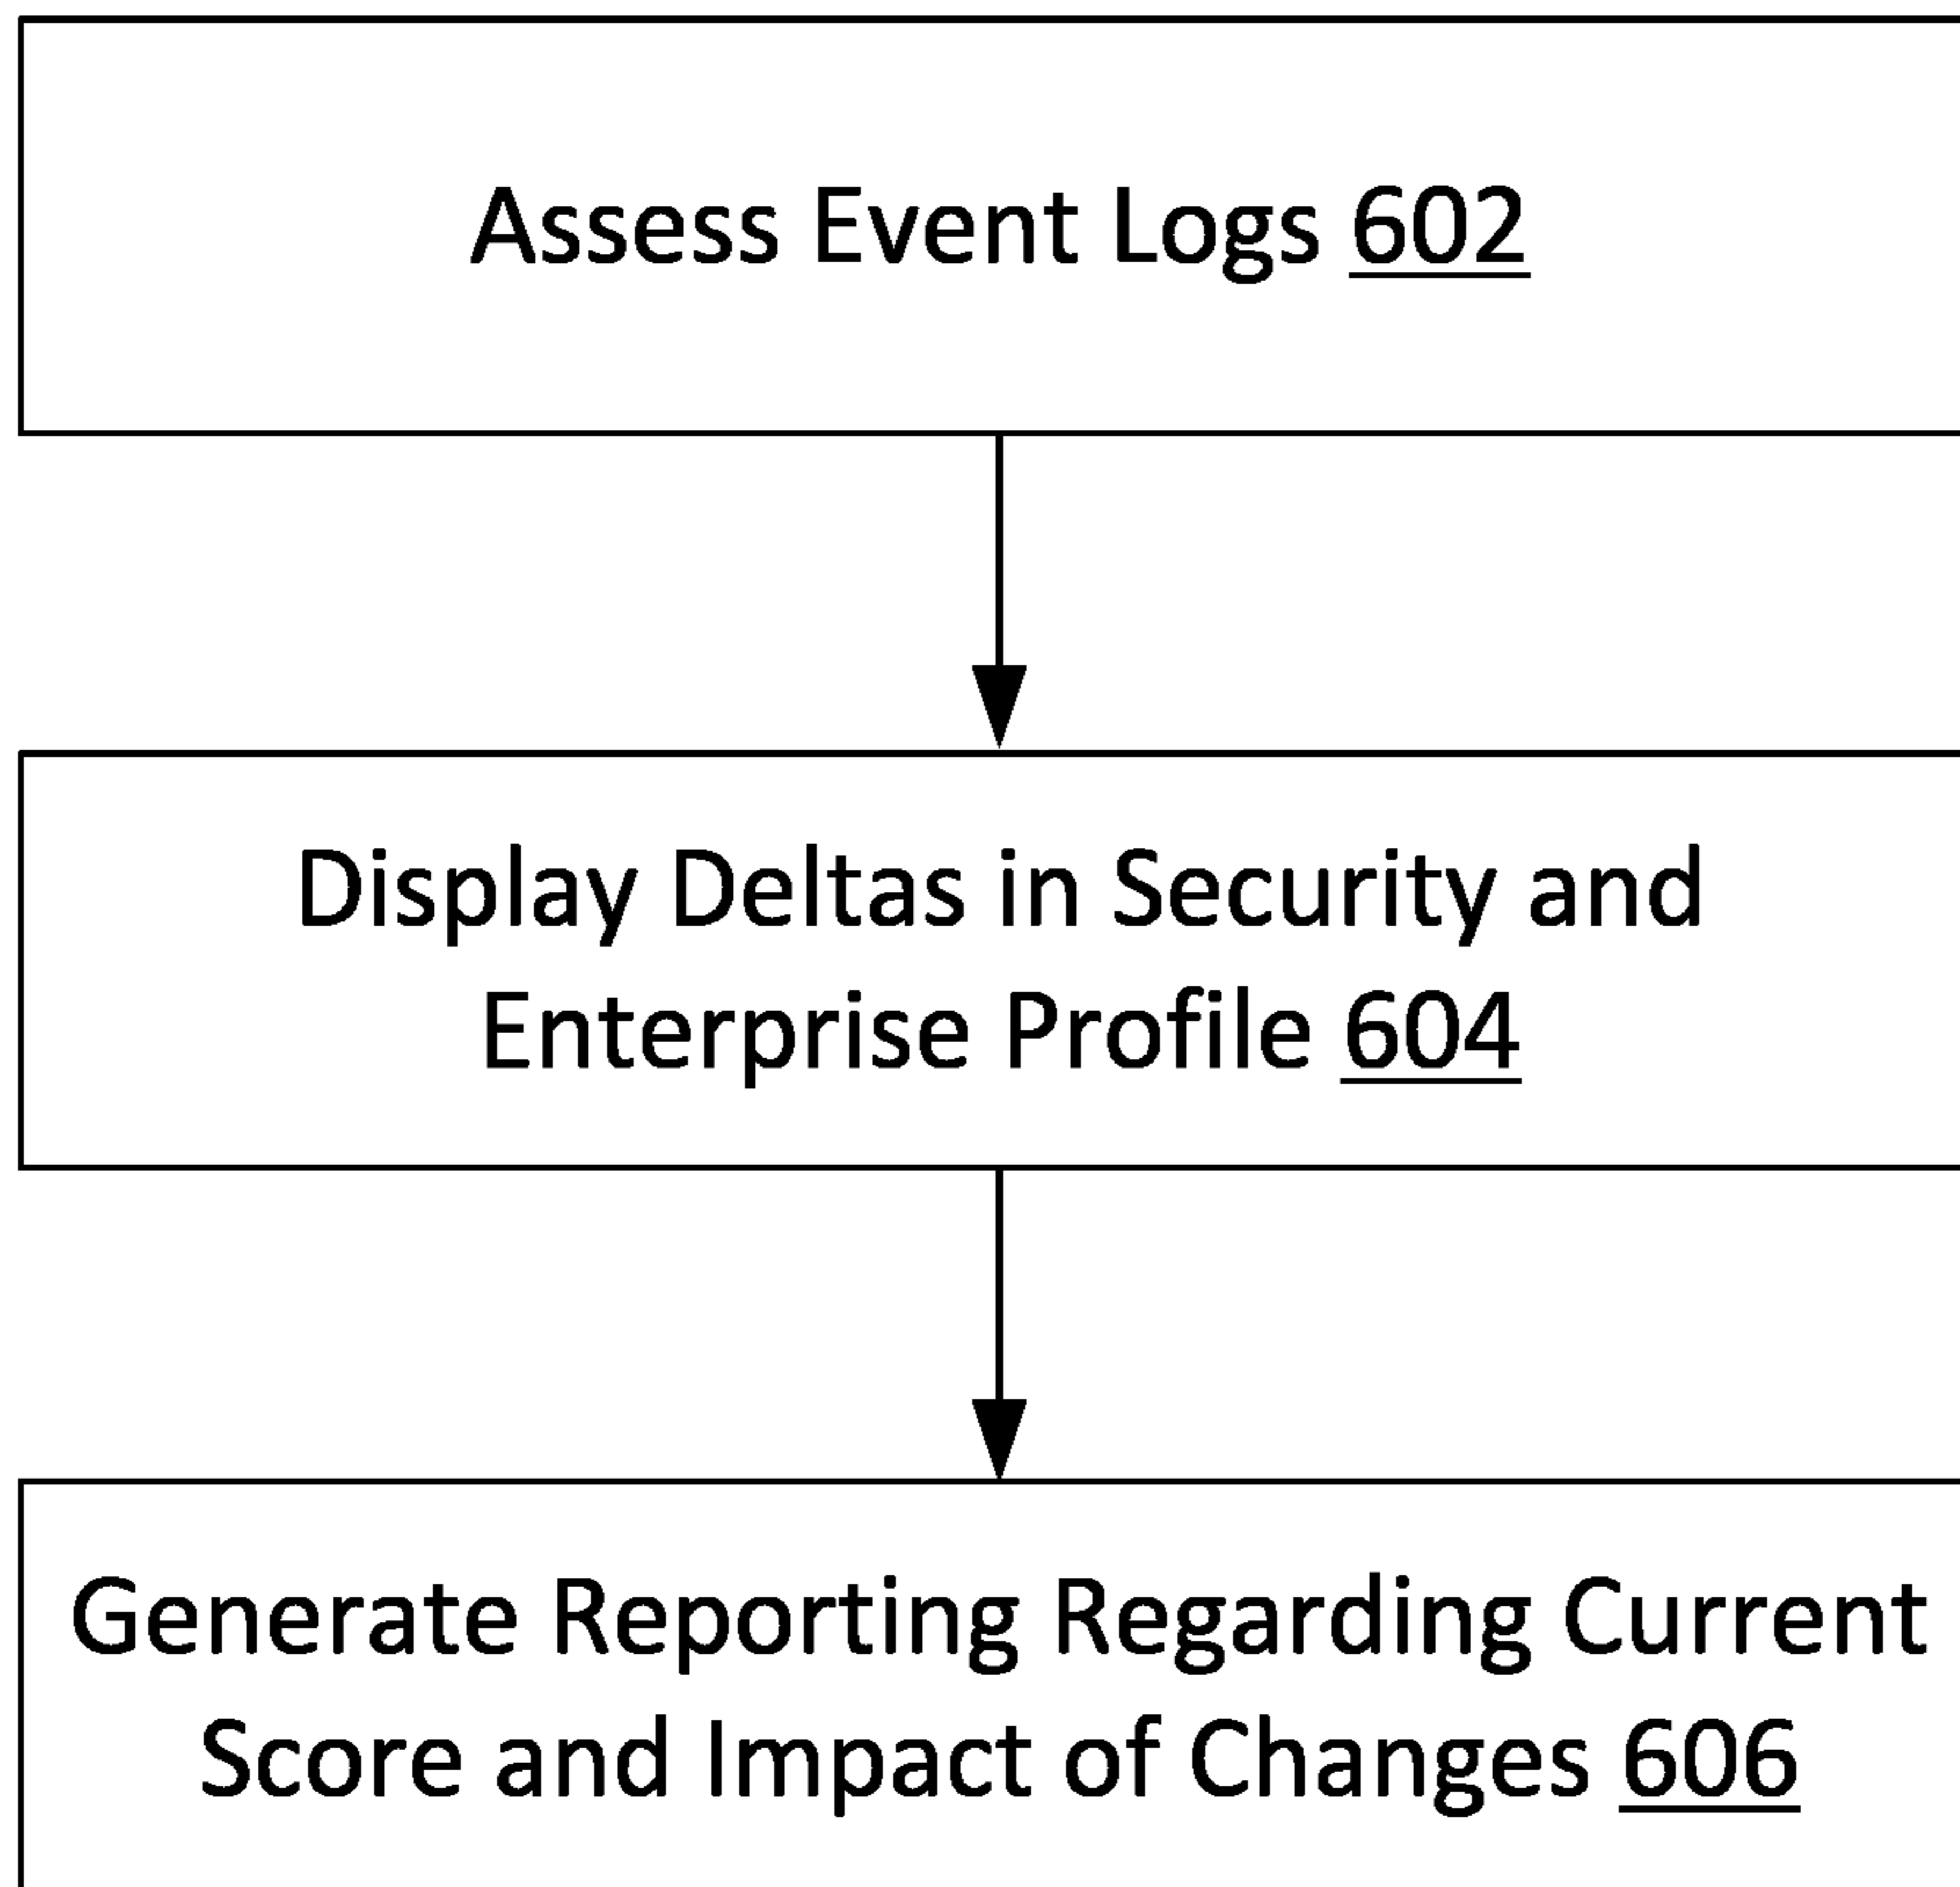 Assess Event Logs 602
Display Deltas in Security and
Enterprise Profile 604
Generate Reporting Regarding Current
Score and Impact of Changes 606